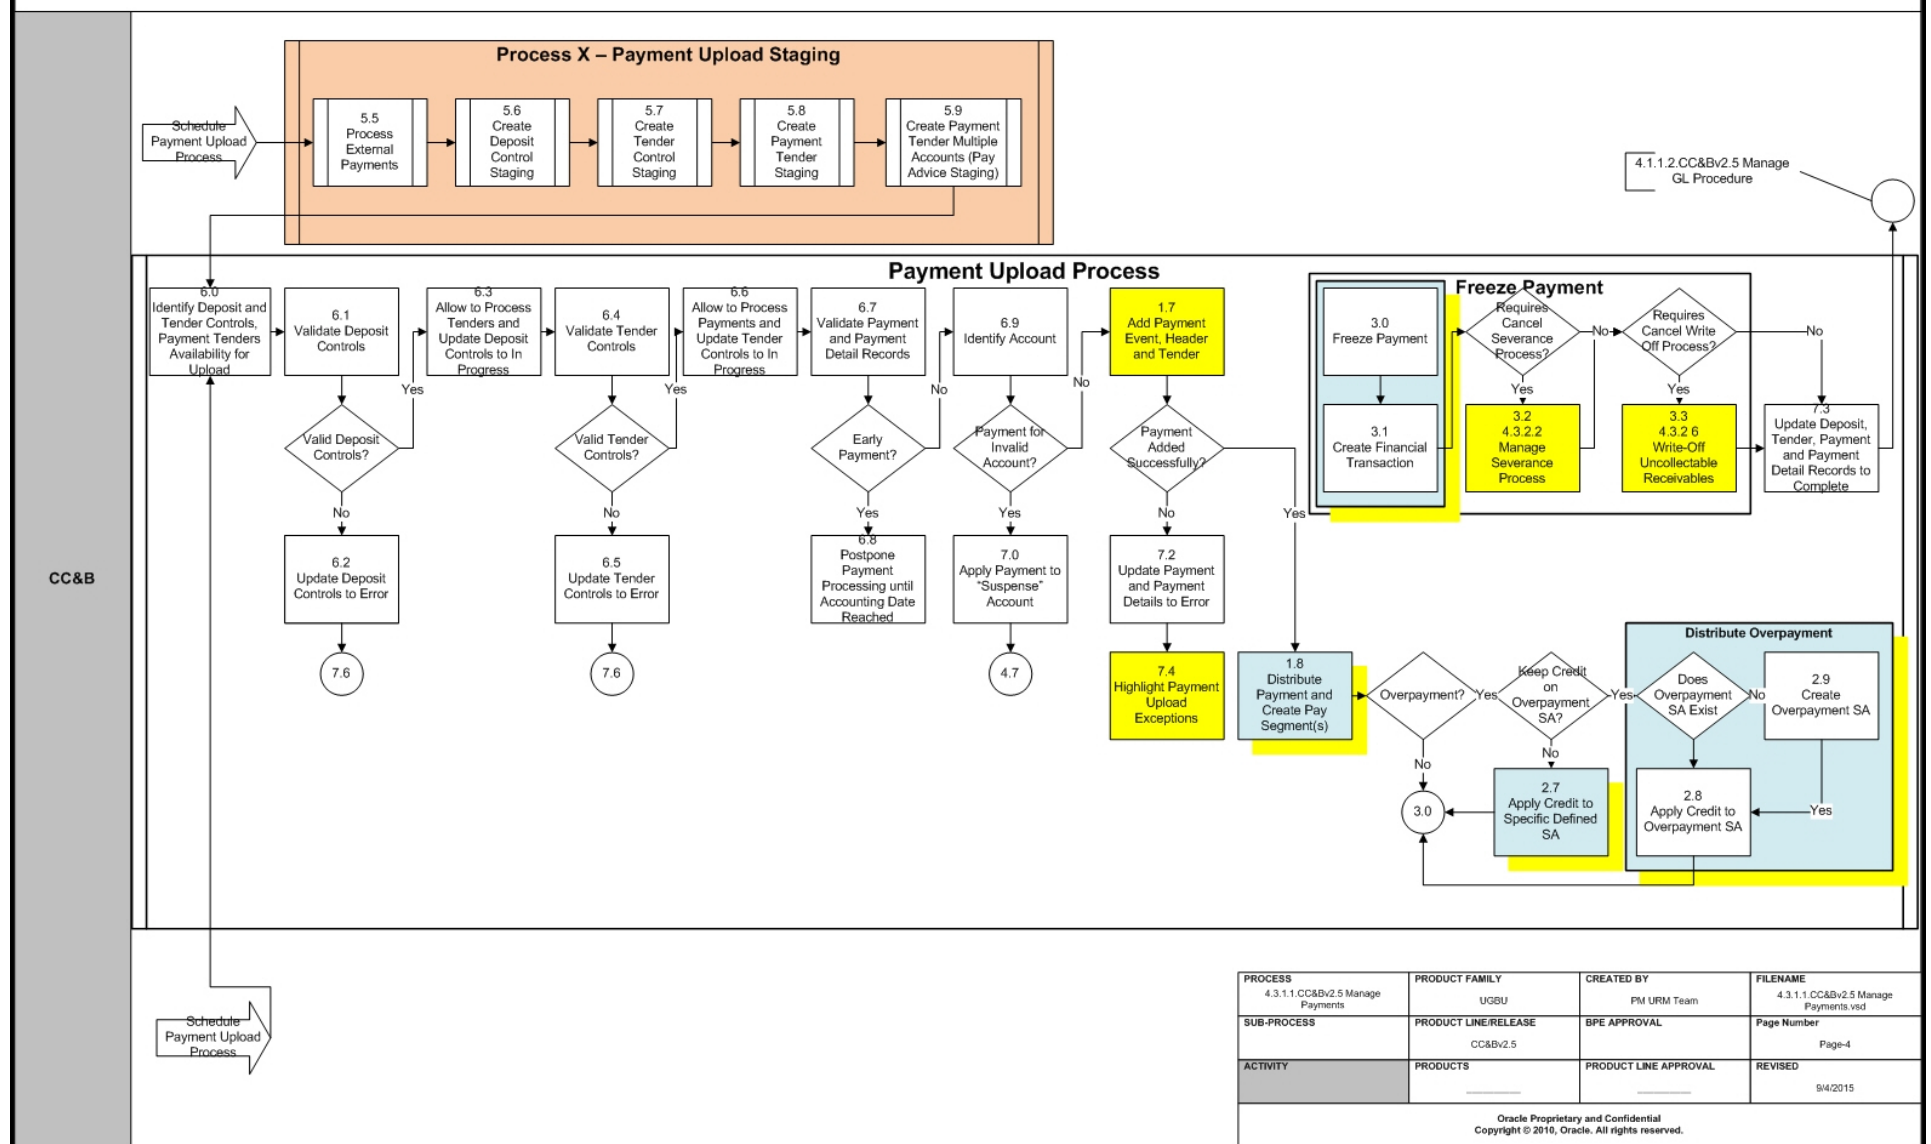 Process X – Payment Upload Staging
Schedule
Payment Upload
Process
5.5
Process
External
Payments
5.6
Create
Deposit
Control
Staging
5.7
Create
Tender
Control
Staging
5.8
Create
Payment
Tender
Staging
5.9
Create Payment
Tender Multiple
Accounts (Pay
Advice Staging)
4.1.1.2.CC&Bv2.5 Manage
GL Procedure
CC&B
Payment Upload Process
6.0
Identify Deposit and
Tender Controls,
Payment Tenders
Availability for
Upload
6.1
Validate Deposit
Controls
Yes
6.3
Allow to Process
Tenders and
Update Deposit
Controls to In
Progress
6.4
Validate Tender
Controls
Yes
6.6
Allow to Process
Payments and
Update Tender
Controls to In
Progress
6.7
Validate Payment
and Payment
Detail Records
No
6.9
Identify Account
No
1.7
Add Payment
Event, Header
and Tender
Freeze Payment
3.0
Freeze Payment
Requires
Cancel
Severance
Process?
No
Requires
Cancel Write
Off Process?
No
Yes
Yes
Valid Deposit
Controls?
Valid Tender
Controls?
Early
Payment?
Payment for
Invalid
Account?
Payment
Added
Successfully?
3.1
Create Financial
Transaction
3.2
4.3.2.2
Manage
Severance
Process
3.3
4.3.2 6
Write-Off
Uncollectable
Receivables
7.3
Update Deposit,
Tender, Payment
and Payment
Detail Records to
Complete
No
No
Yes
Yes
No
Yes
6.2
Update Deposit
Controls to Error
6.5
Update Tender
Controls to Error
6.8
Postpone
Payment
Processing until
Accounting Date
Reached
7.0
Apply Payment to
“Suspense”
Account
7.2
Update Payment
and Payment
Details to Error
7.6
7.6
4.7
7.4
Highlight Payment
Upload
Exceptions
1.8
Distribute
Payment and
Create Pay
Segment(s)
Overpayment?
Yes
Keep Credit
on
Overpayment
SA?
Yes
Distribute Overpayment
Does
Overpayment
SA Exist
No
2.9
Create
Overpayment SA
No
No
3.0
2.7
Apply Credit to
Specific Defined
SA
2.8
Apply Credit to
Overpayment SA
Yes
Schedule
Payment Upload
Process
PROCESS
4.3.1.1.CC&Bv2.5 Manage
Payments
PRODUCT FAMILY
UGBU
CREATED BY
PM URM Team
FILENAME
4.3.1.1.CC&Bv2.5 Manage
Payments.vsd
SUB-PROCESS
PRODUCT LINE/RELEASE
CC&Bv2.5
BPE APPROVAL
Page Number
Page-4
ACTIVITY
PRODUCTS
PRODUCT LINE APPROVAL
REVISED
9/4/2015
Oracle Proprietary and Confidential
Copyright © 2010, Oracle. All rights reserved.